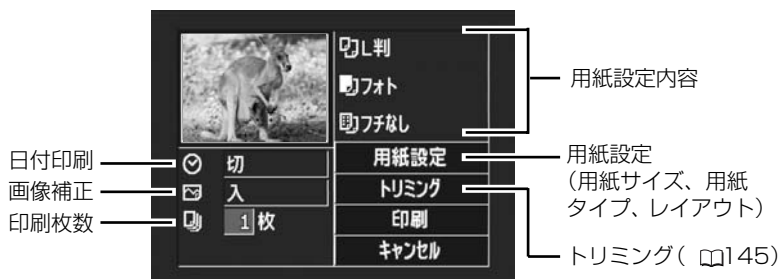 L判
フォト
フチなし
用紙設定
トリミング
印刷
キャンセル
切
入
1枚
日付印刷
画像補正
印刷枚数
用紙設定内容
用紙設定
（用紙サイズ、用紙
タイプ、レイアウト）
トリミング（ 145）